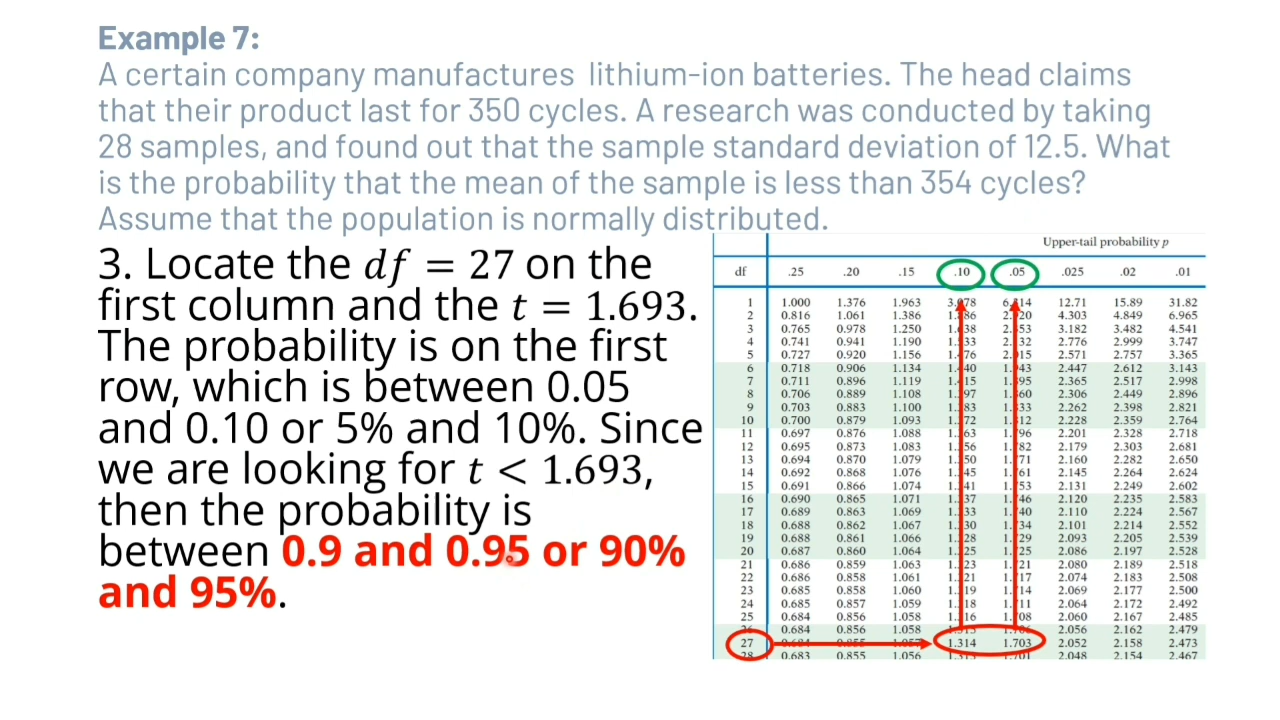 Example 7:
A certain company manufactures lithium-ion batteries. The head claims
that their product last for 350 cycles. A research was conducted by taking
28 samples, and found out that the sample standard deviation of 12.5. What
is the probability that the mean of the sample is less than 354 cycles?
Assume that the population is normally distributed.
3. Locate the df = 27 on the
first column and the t = 1.693.
The probability is on the first
row, which is between 0.05
and 0.10 or 5% and 10%. Since
we are looking for t < 1.693,
then the probability is
between 0.9 and 0.95 or 90%
and 95%.
Upper-tail probability p
df .25 .20 .15 .10 .05 .025 .02 .01
1 1.000 1.376 1.963 12.71 15.89 31.82
2 0.816 1.061 1.386 4.303 4.849 6.965
3 0.765 0.978 1.250 3.182 3.482 4.541
4 0.741 0.941 1.190 2.776 2.999 3.747
5 0.727 0.920 1.156 2.571 2.757 3.365
6 0.718 0.906 1.134 2.447 2.612 3.143
7 0.711 0.896 1.119 2.365 2.517 2.998
8 0.706 0.889 1.108 2.306 2.449 2.896
9 0.703 0.883 1.100 2.262 2.398 2.821
10 0.700 0.879 1.093 2.228 2.359 2.764
11 0.697 0.876 1.088 2.201 2.328 2.718
12 0.695 0.873 1.083 2.179 2.303 2.681
13 0.694 0.870 1.079 2.160 2.282 2.650
14 0.692 0.868 1.076 2.145 2.264 2.624
15 0.691 0.866 1.074 2.131 2.249 2.602
16 0.690 0.865 1.071 2.120 2.235 2.583
17 0.689 0.863 1.069 2.110 2.224 2.567
18 0.688 0.862 1.067 2.101 2.214 2.552
19 0.688 0.861 1.066 2.093 2.205 2.539
20 0.687 0.860 1.064 2.086 2.197 2.528
21 0.686 0.859 1.063 2.080 2.189 2.518
22 0.686 0.858 1.061 2.074 2.183 2.508
23 0.685 0.858 1.060 2.069 2.177 2.500
24 0.685 0.857 1.059 2.064 2.172 2.492
25 0.684 0.856 1.058 2.060 2.167 2.485
26 0.684 0.856 1.058 2.056 2.162 2.479
27 1.314 1.703 2.052 2.158 2.473
28 0.683 0.855 1.056 2.048 2.154 2.467